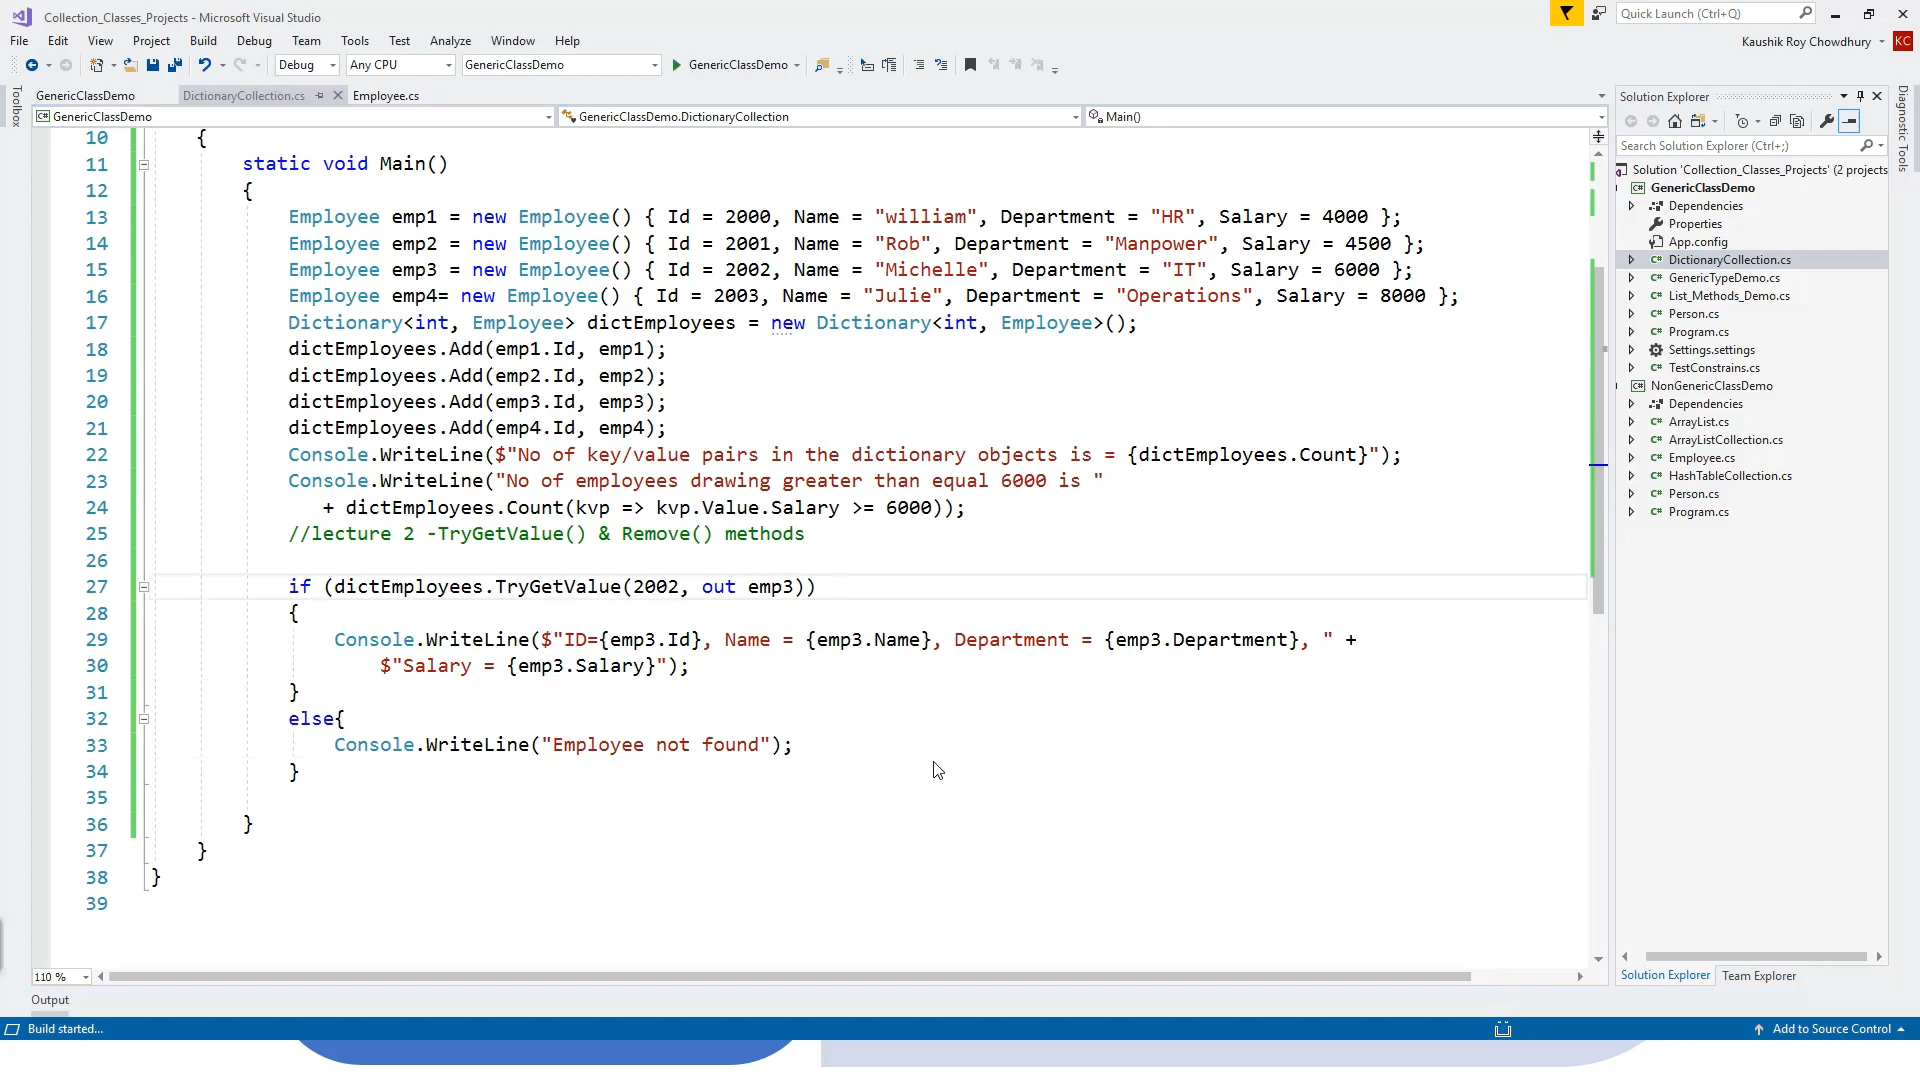 Collection_Classes_Projects - Microsoft Visual Studio
Quick Launch (Ctrl+Q)
File Edit View Project Build Debug Team Tools Test Analyze Window Help
Kaushik Roy Chowdhury KC
Debug Any CPU GenericClassDemo GenericClassDemo
Toolbox
GenericClassDemo DictionaryCollection.cs Employee.cs
GenericClassDemo GenericClassDemo.DictionaryCollection Main()
10 {
11 static void Main()
12 {
13 Employee emp1 = new Employee() { Id = 2000, Name = "william", Department = "HR", Salary = 4000 };
14 Employee emp2 = new Employee() { Id = 2001, Name = "Rob", Department = "Manpower", Salary = 4500 };
15 Employee emp3 = new Employee() { Id = 2002, Name = "Michelle", Department = "IT", Salary = 6000 };
16 Employee emp4= new Employee() { Id = 2003, Name = "Julie", Department = "Operations", Salary = 8000 };
17 Dictionary<int, Employee> dictEmployees = new Dictionary<int, Employee>();
18 dictEmployees.Add(emp1.Id, emp1);
19 dictEmployees.Add(emp2.Id, emp2);
20 dictEmployees.Add(emp3.Id, emp3);
21 dictEmployees.Add(emp4.Id, emp4);
22 Console.WriteLine($"No of key/value pairs in the dictionary objects is = {dictEmployees.Count}");
23 Console.WriteLine("No of employees drawing greater than equal 6000 is "
24 + dictEmployees.Count(kvp => kvp.Value.Salary >= 6000));
25 //lecture 2 -TryGetValue() & Remove() methods
26
27 if (dictEmployees.TryGetValue(2002, out emp3))
28 {
29 Console.WriteLine($"ID={emp3.Id}, Name = {emp3.Name}, Department = {emp3.Department}, " +
30 $"Salary = {emp3.Salary}");
31 }
32 else{
33 Console.WriteLine("Employee not found");
34 }
35
36 }
37 }
38 }
39
110 %
Output
Build started...
Add to Source Control
Solution Explorer
Search Solution Explorer (Ctrl+;)
Solution 'Collection_Classes_Projects' (2 projects
C# GenericClassDemo
Dependencies
Properties
App.config
C# DictionaryCollection.cs
C# GenericTypeDemo.cs
C# List_Methods_Demo.cs
C# Person.cs
C# Program.cs
Settings.settings
C# TestConstrains.cs
C# NonGenericClassDemo
Dependencies
C# ArrayList.cs
C# ArrayListCollection.cs
C# Employee.cs
C# HashTableCollection.cs
C# Person.cs
C# Program.cs
Solution Explorer Team Explorer
Diagnostic Tools